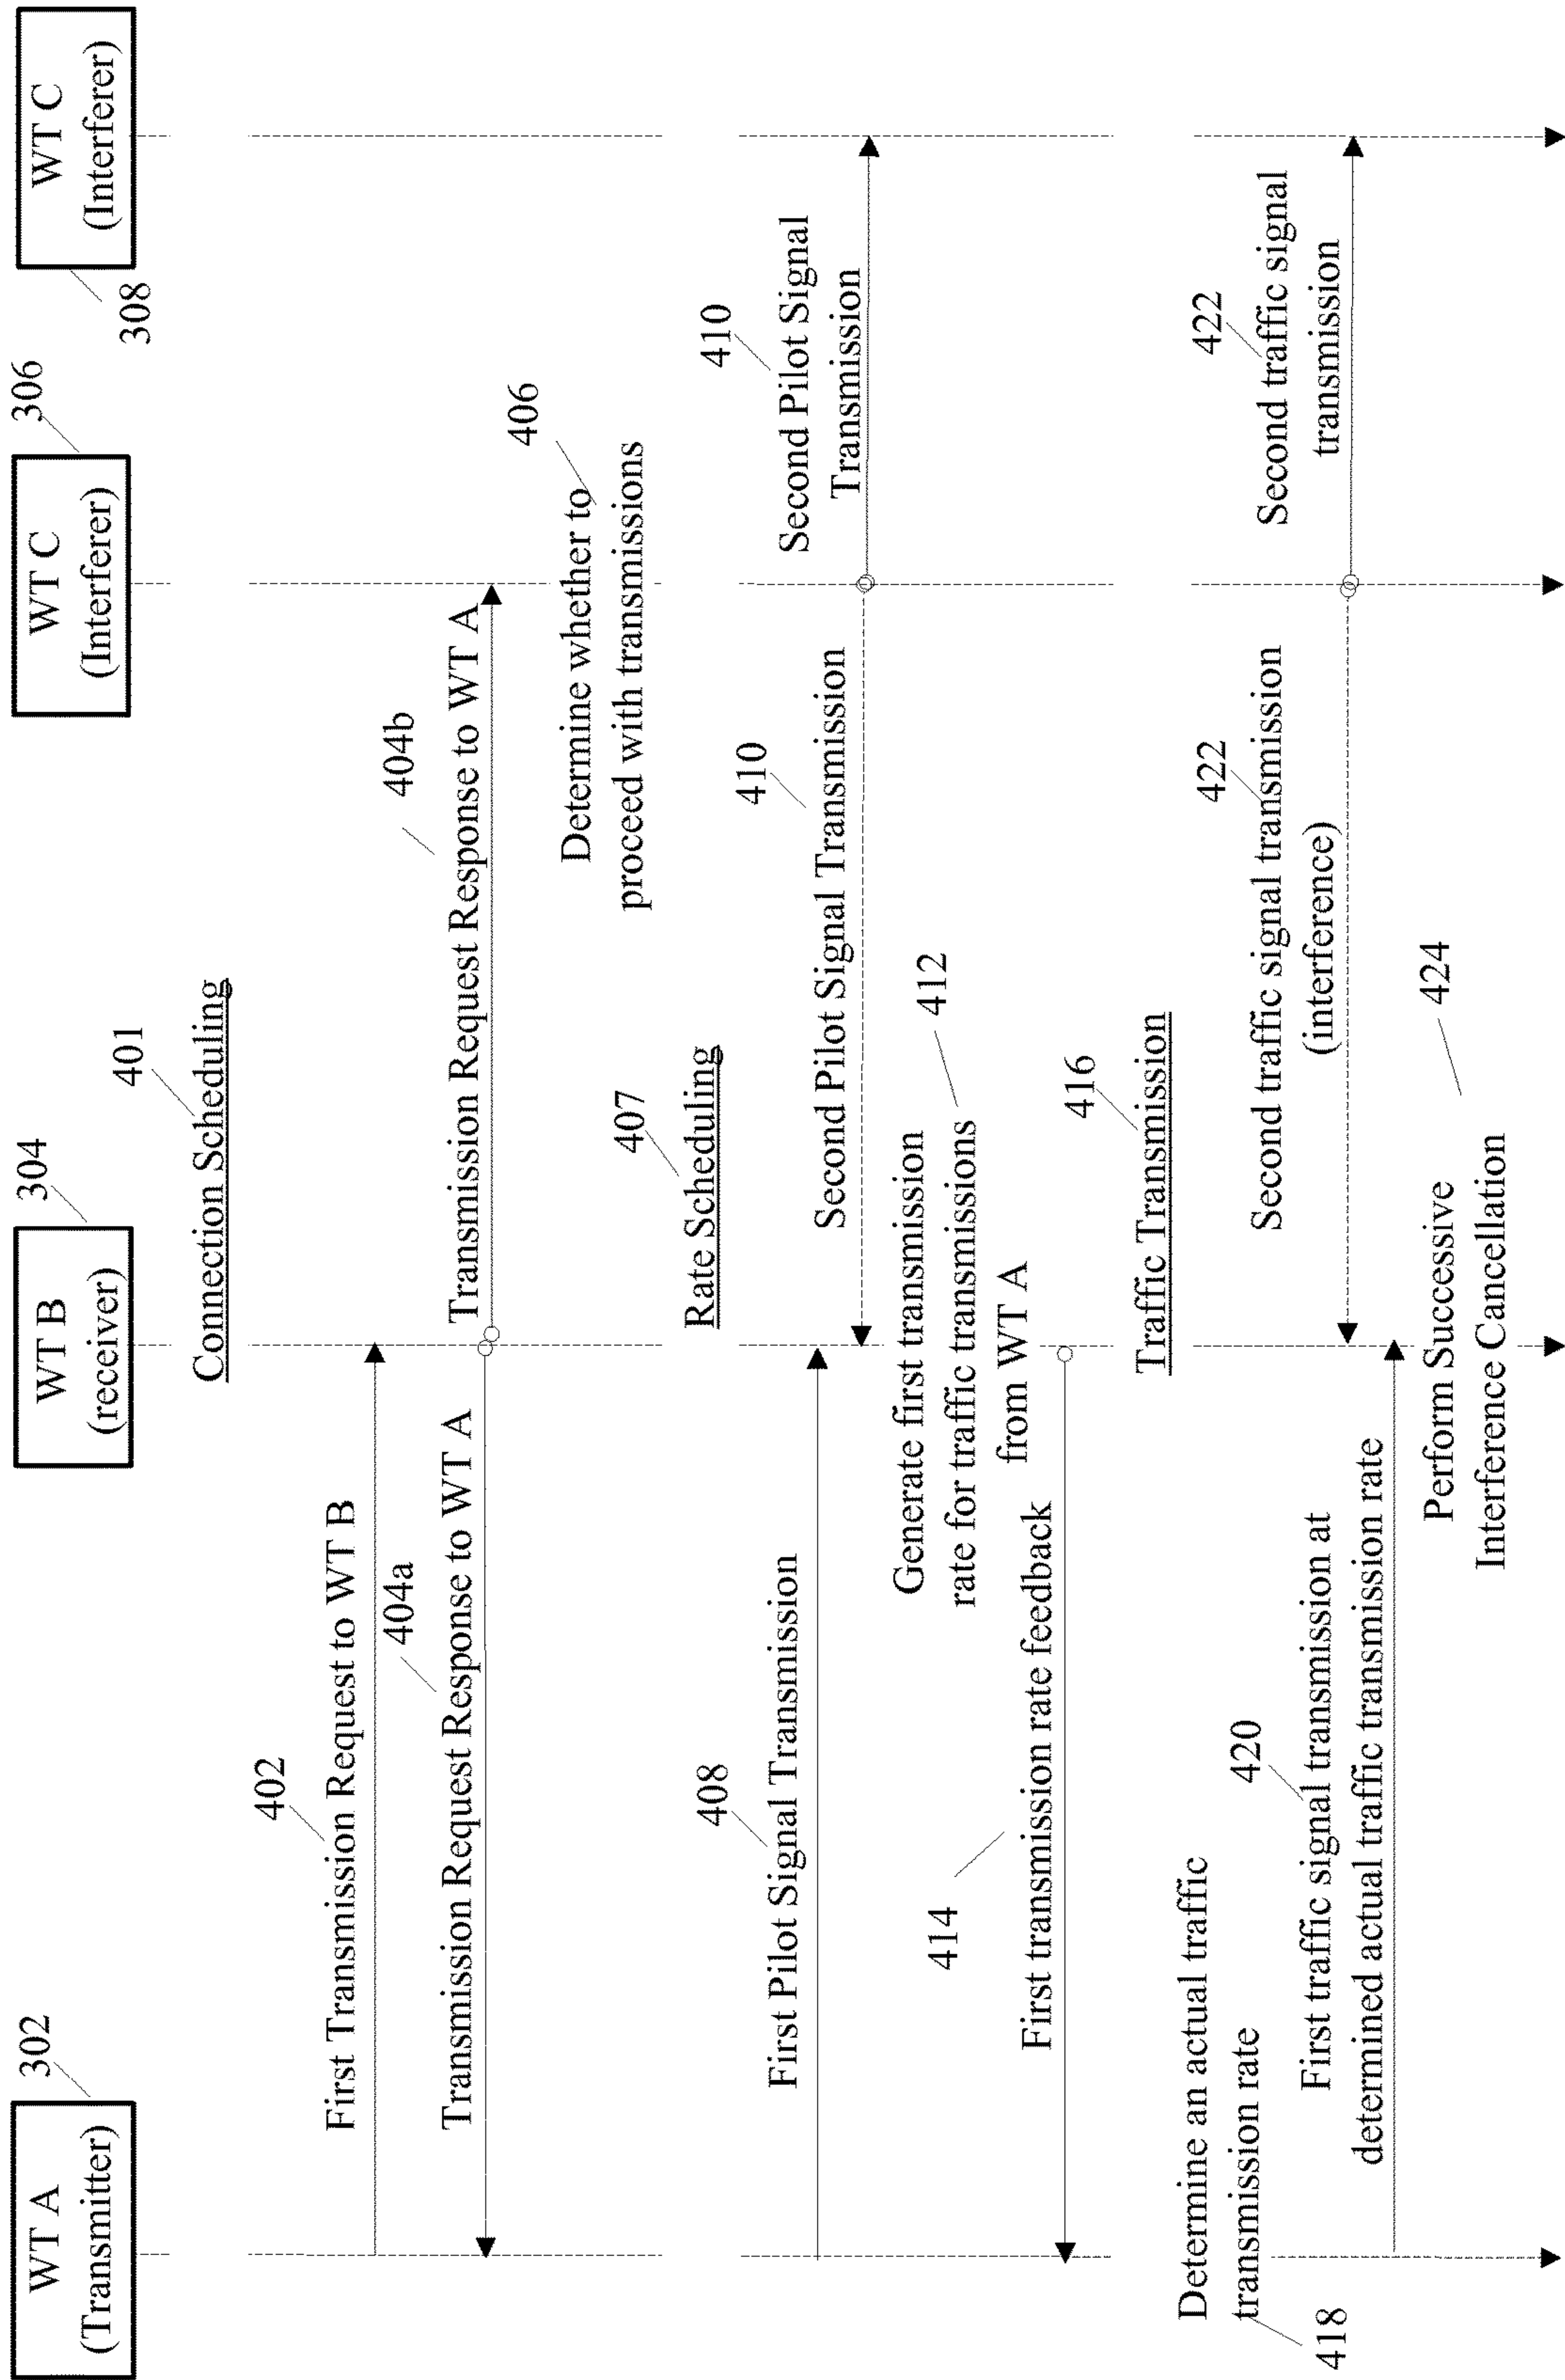 WT A
(Transmitter)
302
WT B
(receiver)
304
WT C
(Interferer)
306
WT C
(Interferer)
308
401
Connection Scheduling
402
First Transmission Request to WT B
404a
Transmission Request Response to WT A
404b
Transmission Request Response to WT A
406
Determine whether to
proceed with transmissions
407
Rate Scheduling
408
First Pilot Signal Transmission
410
Second Pilot Signal Transmission
410
Second Pilot Signal
Transmission
412
Generate first transmission
rate for traffic transmissions
from WT A
414
First transmission rate feedback
416
Traffic Transmission
Determine an actual traffic
transmission rate
418
420
First traffic signal transmission at
determined actual traffic transmission rate
422
Second traffic signal transmission
(interference)
422
Second traffic signal
transmission
424
Perform Successive
Interference Cancellation